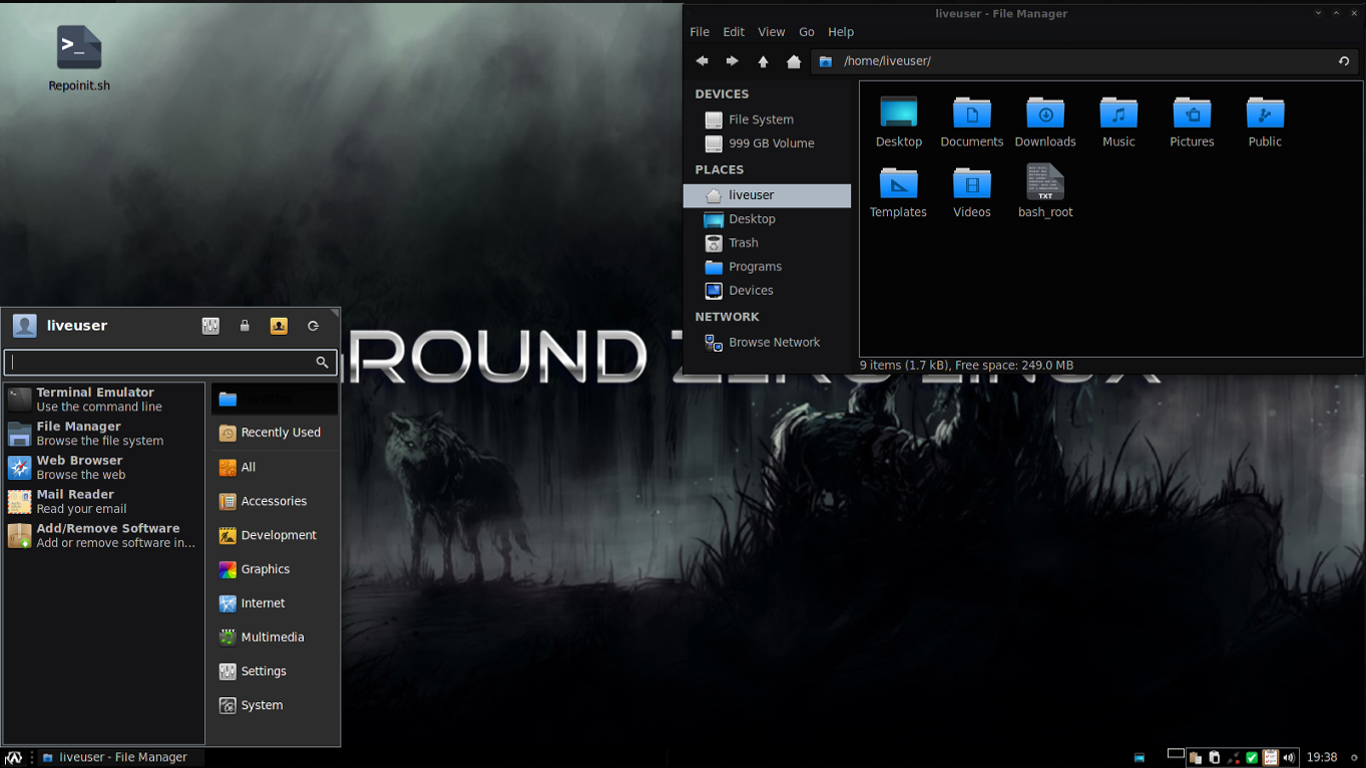 Repoinit.sh
liveuser - File Manager
File Edit View Go Help
/home/liveuser/
DEVICES
File System
999 GB Volume
PLACES
liveuser
Desktop
Trash
Programs
Devices
NETWORK
Browse Network
Desktop Documents Downloads Music Pictures Public
TXT
Templates Videos bash_root
9 items (1.7 kB), Free space: 249.0 MB
ROUND ZERO LINUX
liveuser
Terminal Emulator
Use the command line
File Manager
Browse the file system
Web Browser
Browse the web
Mail Reader
Read your email
Add/Remove Software
Add or remove software in...
Recently Used
All
Accessories
Development
Graphics
Internet
Multimedia
Settings
System
liveuser - File Manager
19:38